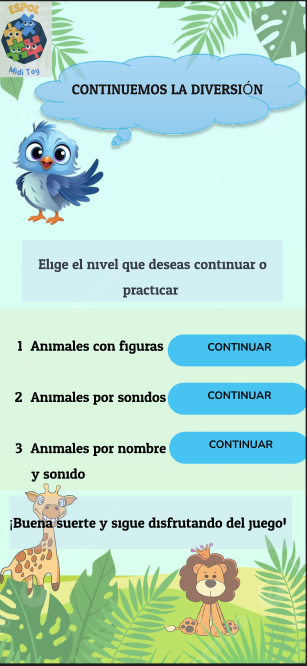 ESPOL
Midi Toy
CONTINUEMOS LA DIVERSIÓN
Elige el nivel que deseas continuar o
practicar
1 Animales con figuras CONTINUAR
2 Animales por sonidos CONTINUAR
3 Animales por nombre CONTINUAR
y sonido
¡Buena suerte y sigue disfrutando del juego!